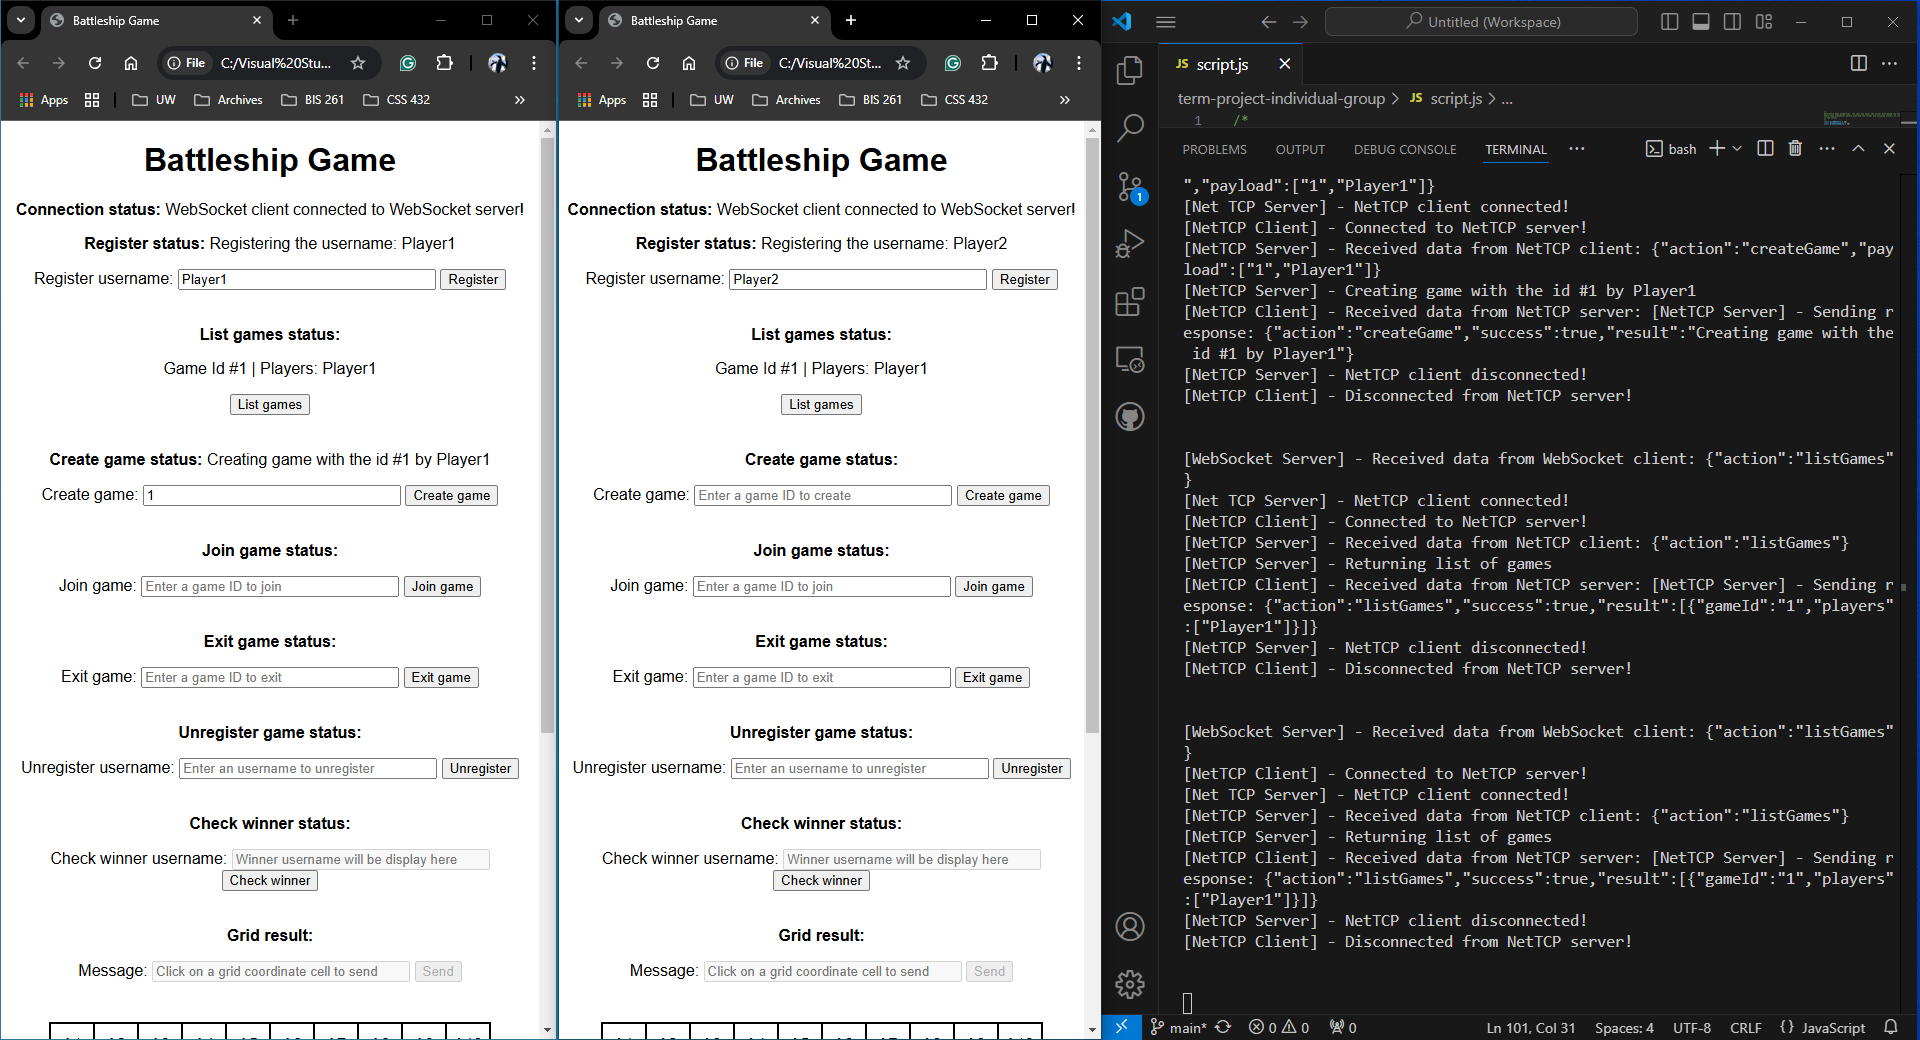 Battleship Game
File
C:/Visual%20Stu...
Apps
UW
Archives
BIS 261
CSS 432
Battleship Game
Connection status: WebSocket client connected to WebSocket server!
Register status: Registering the username: Player1
Register username: Player1 Register
List games status:
Game Id #1 | Players: Player1
List games
Create game status: Creating game with the id #1 by Player1
Create game: 1 Create game
Join game status:
Join game: Enter a game ID to join Join game
Exit game status:
Exit game: Enter a game ID to exit Exit game
Unregister game status:
Unregister username: Enter an username to unregister Unregister
Check winner status:
Check winner username: Winner username will be display here
Check winner
Grid result:
Message: Click on a grid coordinate cell to send Send
Battleship Game
File
C:/Visual%20St...
Apps
UW
Archives
BIS 261
CSS 432
Battleship Game
Connection status: WebSocket client connected to WebSocket server!
Register status: Registering the username: Player2
Register username: Player2 Register
List games status:
Game Id #1 | Players: Player1
List games
Create game status:
Create game: Enter a game ID to create Create game
Join game status:
Join game: Enter a game ID to join Join game
Exit game status:
Exit game: Enter a game ID to exit Exit game
Unregister game status:
Unregister username: Enter an username to unregister Unregister
Check winner status:
Check winner username: Winner username will be display here
Check winner
Grid result:
Message: Click on a grid coordinate cell to send Send
Untitled (Workspace)
JS script.js
term-project-individual-group > JS script.js > ...
1 /*
PROBLEMS OUTPUT DEBUG CONSOLE TERMINAL ... bash
","payload":["1","Player1"]}
[Net TCP Server] - NetTCP client connected!
[NetTCP Client] - Connected to NetTCP server!
[NetTCP Server] - Received data from NetTCP client: {"action":"createGame","pay
load":["1","Player1"]}
[NetTCP Server] - Creating game with the id #1 by Player1
[NetTCP Client] - Received data from NetTCP server: [NetTCP Server] - Sending r
esponse: {"action":"createGame","success":true,"result":"Creating game with the
id #1 by Player1"}
[NetTCP Server] - NetTCP client disconnected!
[NetTCP Client] - Disconnected from NetTCP server!
[WebSocket Server] - Received data from WebSocket client: {"action":"listGames"
}
[Net TCP Server] - NetTCP client connected!
[NetTCP Client] - Connected to NetTCP server!
[NetTCP Server] - Received data from NetTCP client: {"action":"listGames"}
[NetTCP Server] - Returning list of games
[NetTCP Client] - Received data from NetTCP server: [NetTCP Server] - Sending r
esponse: {"action":"listGames","success":true,"result":[{"gameId":"1","players"
:["Player1"]}]}
[NetTCP Server] - NetTCP client disconnected!
[NetTCP Client] - Disconnected from NetTCP server!
[WebSocket Server] - Received data from WebSocket client: {"action":"listGames"
}
[NetTCP Client] - Connected to NetTCP server!
[Net TCP Server] - NetTCP client connected!
[NetTCP Server] - Received data from NetTCP client: {"action":"listGames"}
[NetTCP Server] - Returning list of games
[NetTCP Client] - Received data from NetTCP server: [NetTCP Server] - Sending r
esponse: {"action":"listGames","success":true,"result":[{"gameId":"1","players"
:["Player1"]}]}
[NetTCP Server] - NetTCP client disconnected!
[NetTCP Client] - Disconnected from NetTCP server!
1
main* 0 0 0 Ln 101, Col 31 Spaces: 4 UTF-8 CRLF {} JavaScript